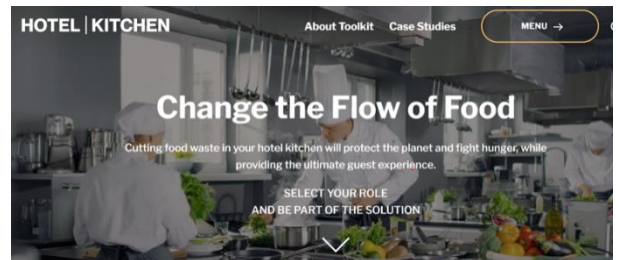 HOTEL | KITCHEN
About Toolkit
Case Studies
MENU →
Change the Flow of Food
Cutting food waste in your hotel kitchen will protect the planet and fight hunger, while
providing the ultimate guest experience.
SELECT YOUR ROLE
AND BE PART OF THE SOLUTION